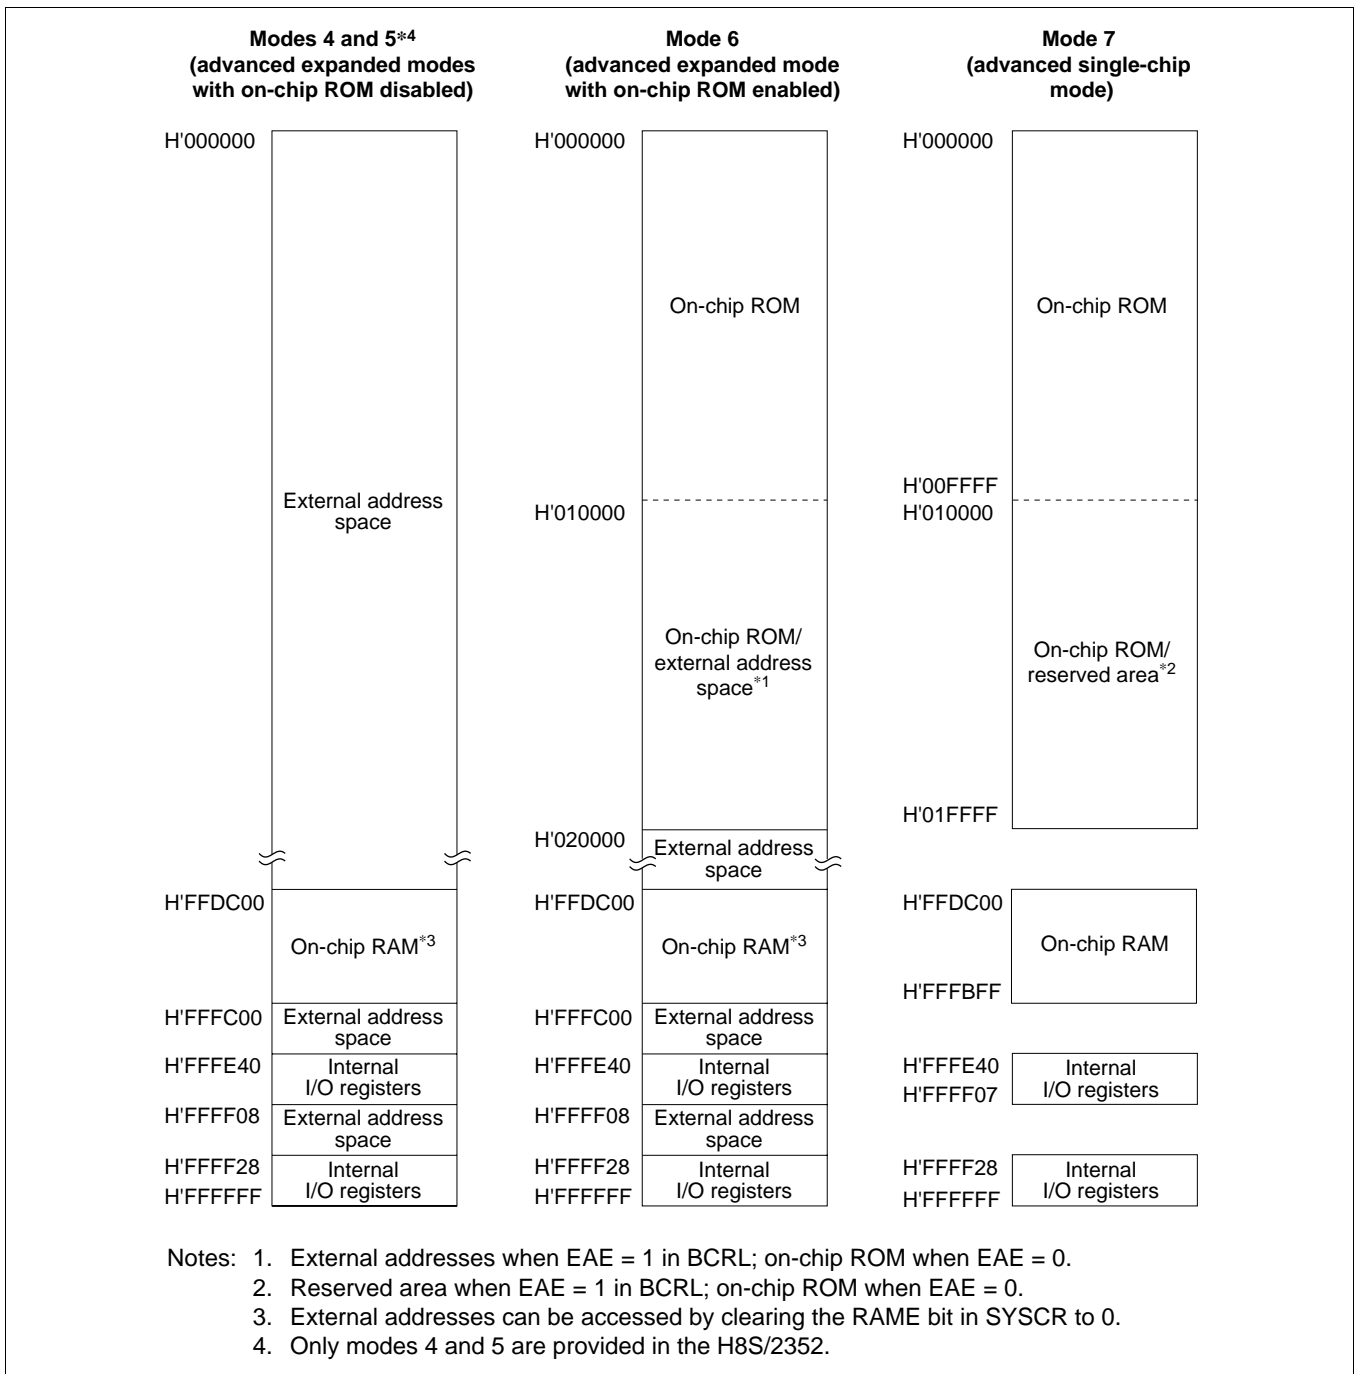 Modes 4 and 5*4
(advanced expanded modes
with on-chip ROM disabled)
H'000000
External address
space
H'FFDC00
On-chip RAM*3
H'FFFC00
External address
space
H'FFFE40
Internal
I/O registers
H'FFFF08
External address
space
H'FFFF28
Internal
I/O registers
H'FFFFFF
Mode 6
(advanced expanded mode
with on-chip ROM enabled)
H'000000
On-chip ROM
H'010000
On-chip ROM/
external address
space*1
H'020000
External address
space
H'FFDC00
On-chip RAM*3
H'FFFC00
External address
space
H'FFFE40
Internal
I/O registers
H'FFFF08
External address
space
H'FFFF28
Internal
I/O registers
H'FFFFFF
Mode 7
(advanced single-chip
mode)
H'000000
On-chip ROM
H'00FFFF
H'010000
On-chip ROM/
reserved area*2
H'01FFFF
H'FFDC00
On-chip RAM
H'FFFBFF
H'FFFE40
Internal
I/O registers
H'FFFF07
H'FFFF28
Internal
I/O registers
H'FFFFFF
Notes: 1. External addresses when EAE = 1 in BCRL; on-chip ROM when EAE = 0.
2. Reserved area when EAE = 1 in BCRL; on-chip ROM when EAE = 0.
3. External addresses can be accessed by clearing the RAME bit in SYSCR to 0.
4. Only modes 4 and 5 are provided in the H8S/2352.